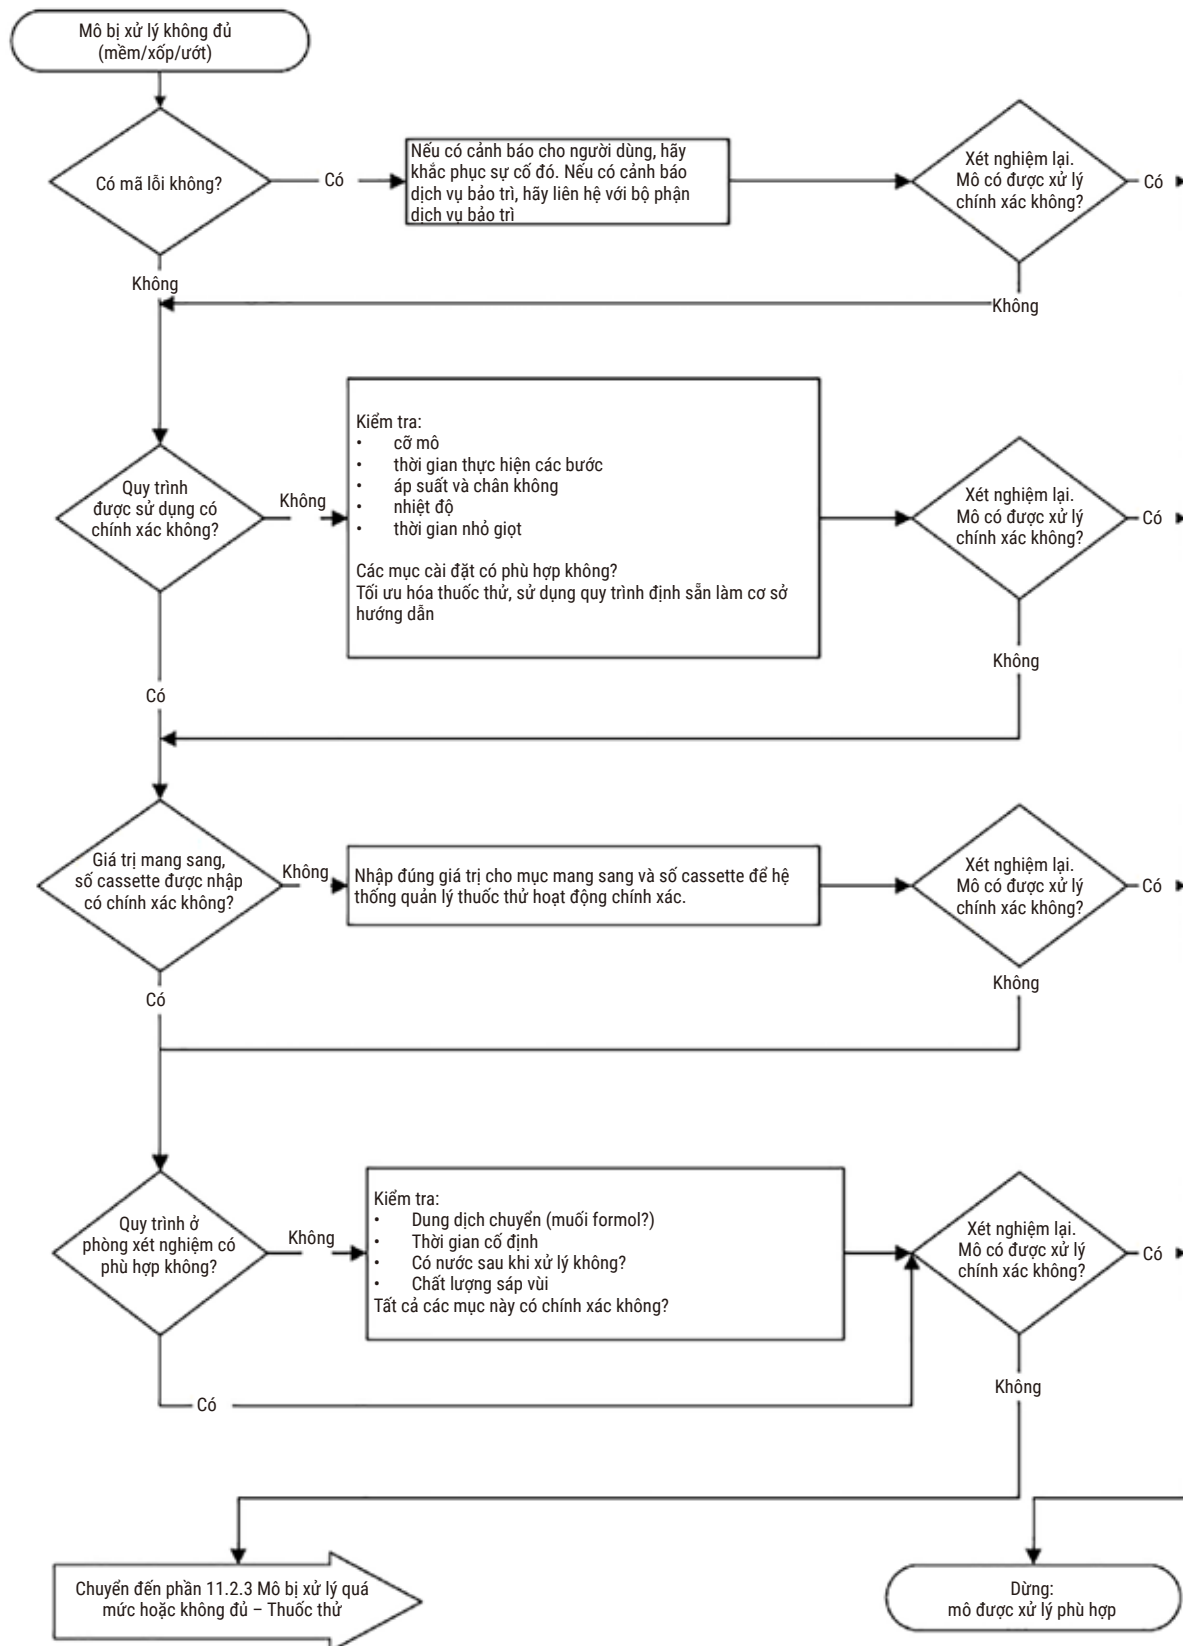 Mô bị xử lý không đủ
(mềm/xốp/ướt)
Có mã lỗi không?
Có
Nếu có cảnh báo cho người dùng, hãy
khắc phục sự cố đó. Nếu có cảnh báo
dịch vụ bảo trì, hãy liên hệ với bộ phận
dịch vụ bảo trì
Xét nghiệm lại.
Mô có được xử lý
chính xác không?
Có
Không
Không
Quy trình
được sử dụng có
chính xác không?
Không
Kiểm tra:
• cỡ mô
• thời gian thực hiện các bước
• áp suất và chân không
• nhiệt độ
• thời gian nhỏ giọt
Các mục cài đặt có phù hợp không?
Tối ưu hóa thuốc thử, sử dụng quy trình định sẵn làm cơ sở
hướng dẫn
Xét nghiệm lại.
Mô có được xử lý
chính xác không?
Có
Không
Có
Giá trị mang sang,
số cassette được nhập
có chính xác không?
Không
Nhập đúng giá trị cho mục mang sang và số cassette để hệ
thống quản lý thuốc thử hoạt động chính xác.
Xét nghiệm lại.
Mô có được xử lý
chính xác không?
Có
Không
Có
Quy trình ở
phòng xét nghiệm có
phù hợp không?
Không
Kiểm tra:
• Dung dịch chuyển (muối formol?)
• Thời gian cố định
• Có nước sau khi xử lý không?
• Chất lượng sáp vùi
Tất cả các mục này có chính xác không?
Xét nghiệm lại.
Mô có được xử lý
chính xác không?
Có
Không
Có
Chuyển đến phần 11.2.3 Mô bị xử lý quá
mức hoặc không đủ – Thuốc thử
Dừng:
mô được xử lý phù hợp